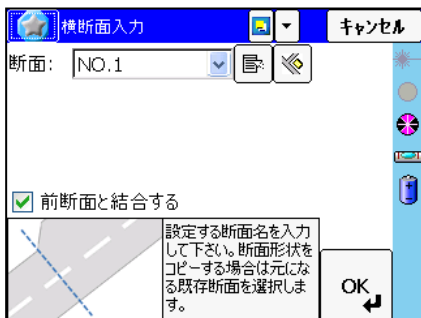 横断面入力
キャンセル
断面:
NO.1
前断面と結合する
設定する断面名を入力
して下さい。断面形状を
コピーする場合は元にな
る既存断面を選択しま
す。
OK